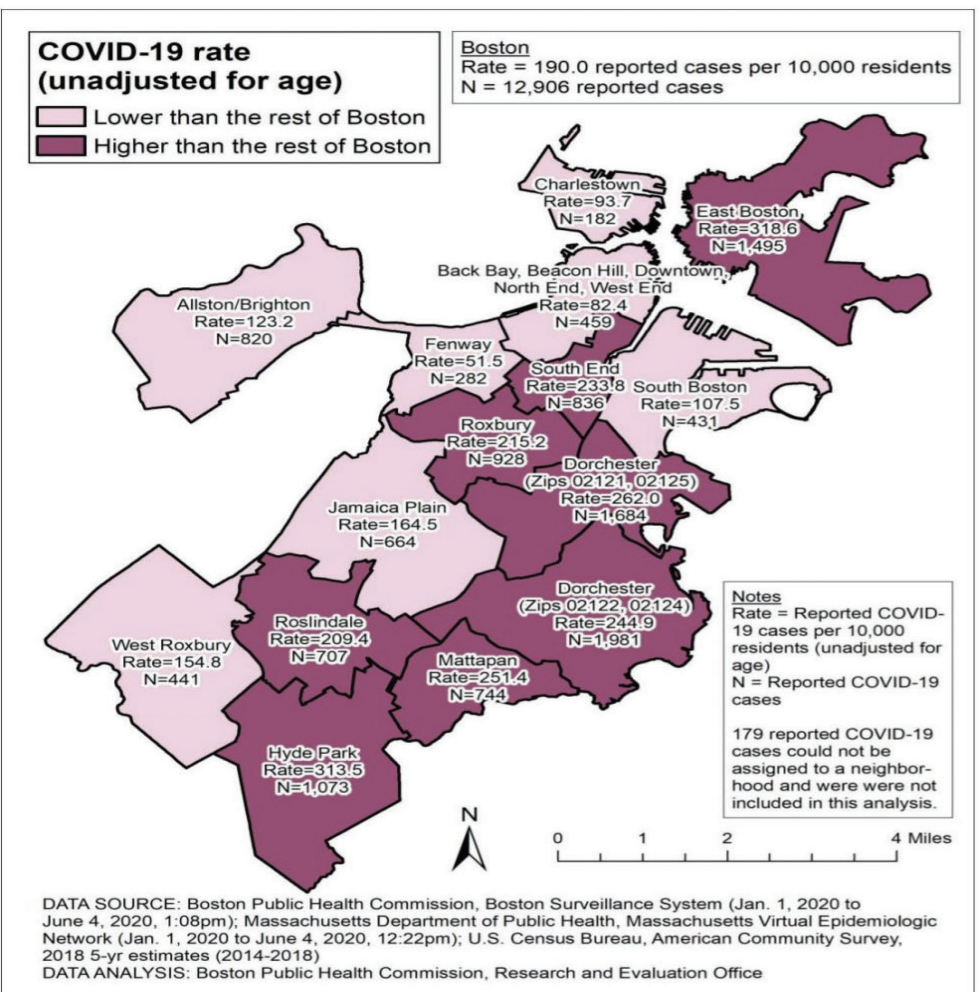 COVID-19 rate
(unadjusted for age)
Lower than the rest of Boston
Higher than the rest of Boston
Boston
Rate = 190.0 reported cases per 10,000 residents
N = 12,906 reported cases
Charlestown
Rate=93.7
N=182
East Boston
Rate=318.6
N=1,495
Back Bay, Beacon Hill, Downtown,
North End, West End
Rate=82.4
N=459
Allston/Brighton
Rate=123.2
N=820
Fenway
Rate=51.5
N=282
South End
Rate=233.8
N=836
South Boston
Rate=107.5
N=431
Roxbury
Rate=215.2
N=928
Dorchester
(Zips 02121, 02125)
Rate=262.0
N=1,684
Jamaica Plain
Rate=164.5
N=664
Dorchester
(Zips 02122, 02124)
Rate=244.9
N=1,981
Roslindale
Rate=209.4
N=707
West Roxbury
Rate=154.8
N=441
Mattapan
Rate=251.4
N=744
Hyde Park
Rate=313.5
N=1,073
Notes
Rate = Reported COVID-
19 cases per 10,000
residents (unadjusted for
age)
N = Reported COVID-19
cases
179 reported COVID-19
cases could not be
assigned to a neighbor-
hood and were were not
included in this analysis.
N
0 1 2 4 Miles
DATA SOURCE: Boston Public Health Commission, Boston Surveillance System (Jan. 1, 2020 to
June 4, 2020, 1:08pm); Massachusetts Department of Public Health, Massachusetts Virtual Epidemiologic
Network (Jan. 1, 2020 to June 4, 2020, 12:22pm); U.S. Census Bureau, American Community Survey,
2018 5-yr estimates (2014-2018)
DATA ANALYSIS: Boston Public Health Commission, Research and Evaluation Office